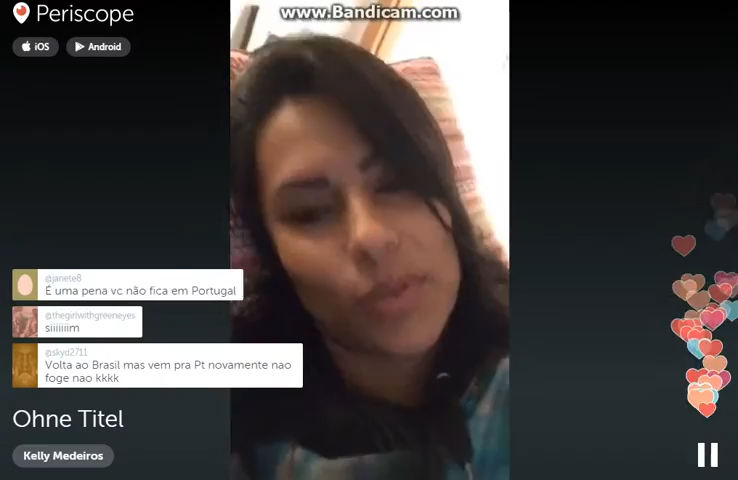 www.Bandicam.com
Periscope
iOS
Android
@janete8
É uma pena vc não fica em Portugal
@thegirlwithgreeneyes
siiiiiiim
@skyd2711
Volta ao Brasil mas vem pra Pt novamente nao
foge nao kkkk
Ohne Titel
Kelly Medeiros